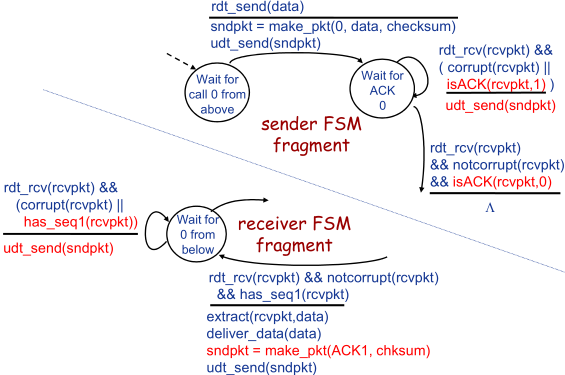 rdt_send(data)
sndpkt = make_pkt(0, data, checksum)
udt_send(sndpkt)
Wait for
call 0 from
above
Wait for
ACK
0
rdt_rcv(rcvpkt) &&
( corrupt(rcvpkt) ||
isACK(rcvpkt,1) )
udt_send(sndpkt)
sender FSM
fragment
rdt_rcv(rcvpkt)
&& notcorrupt(rcvpkt)
&& isACK(rcvpkt,0)
Λ
rdt_rcv(rcvpkt) &&
(corrupt(rcvpkt) ||
has_seq1(rcvpkt))
udt_send(sndpkt)
Wait for
0 from
below
receiver FSM
fragment
rdt_rcv(rcvpkt) && notcorrupt(rcvpkt)
&& has_seq1(rcvpkt)
extract(rcvpkt,data)
deliver_data(data)
sndpkt = make_pkt(ACK1, chksum)
udt_send(sndpkt)